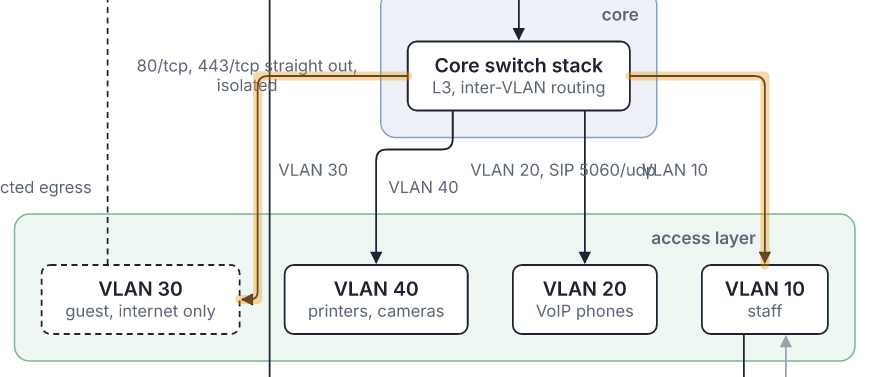 core
Core switch stack
L3, inter-VLAN routing
80/tcp, 443/tcp straight out,
isolated
VLAN 30
VLAN 40
VLAN 20, SIP 5060/udp
VLAN 10
cted egress
access layer
VLAN 30
guest, internet only
VLAN 40
printers, cameras
VLAN 20
VoIP phones
VLAN 10
staff